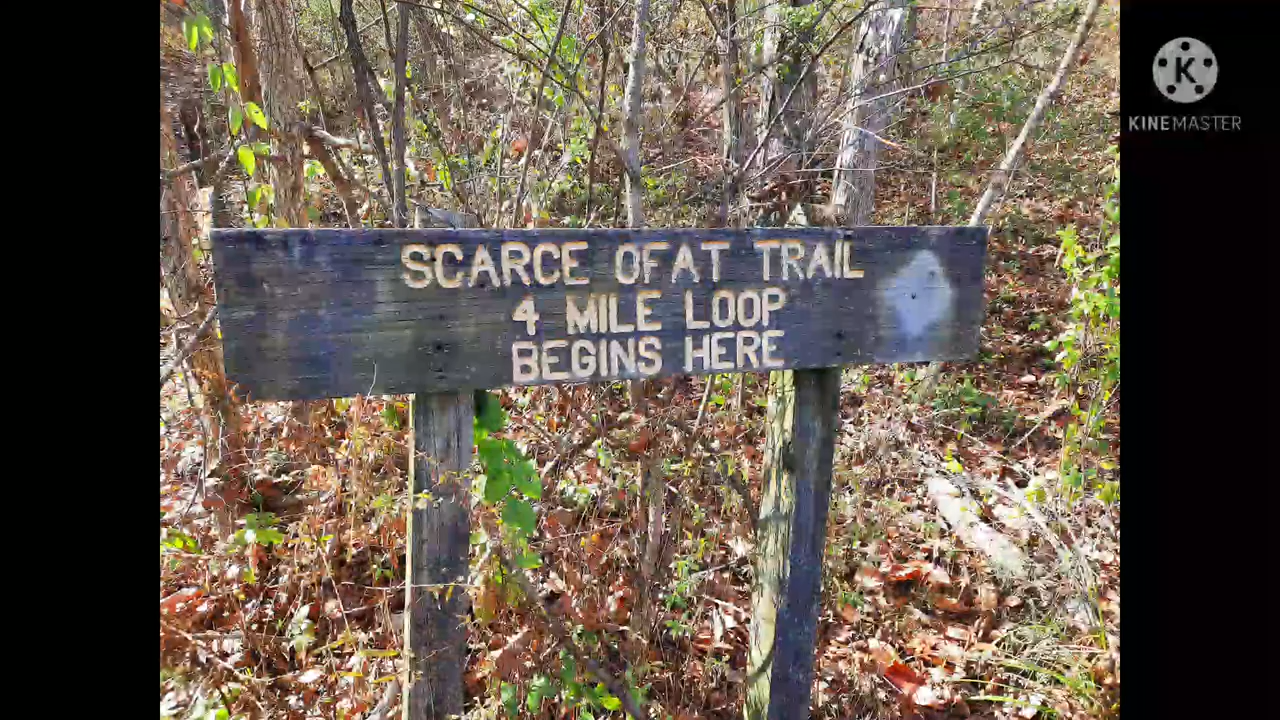 SCARCE OFAT TRAIL
4 MILE LOOP
BEGINS HERE
K
KINEMASTER